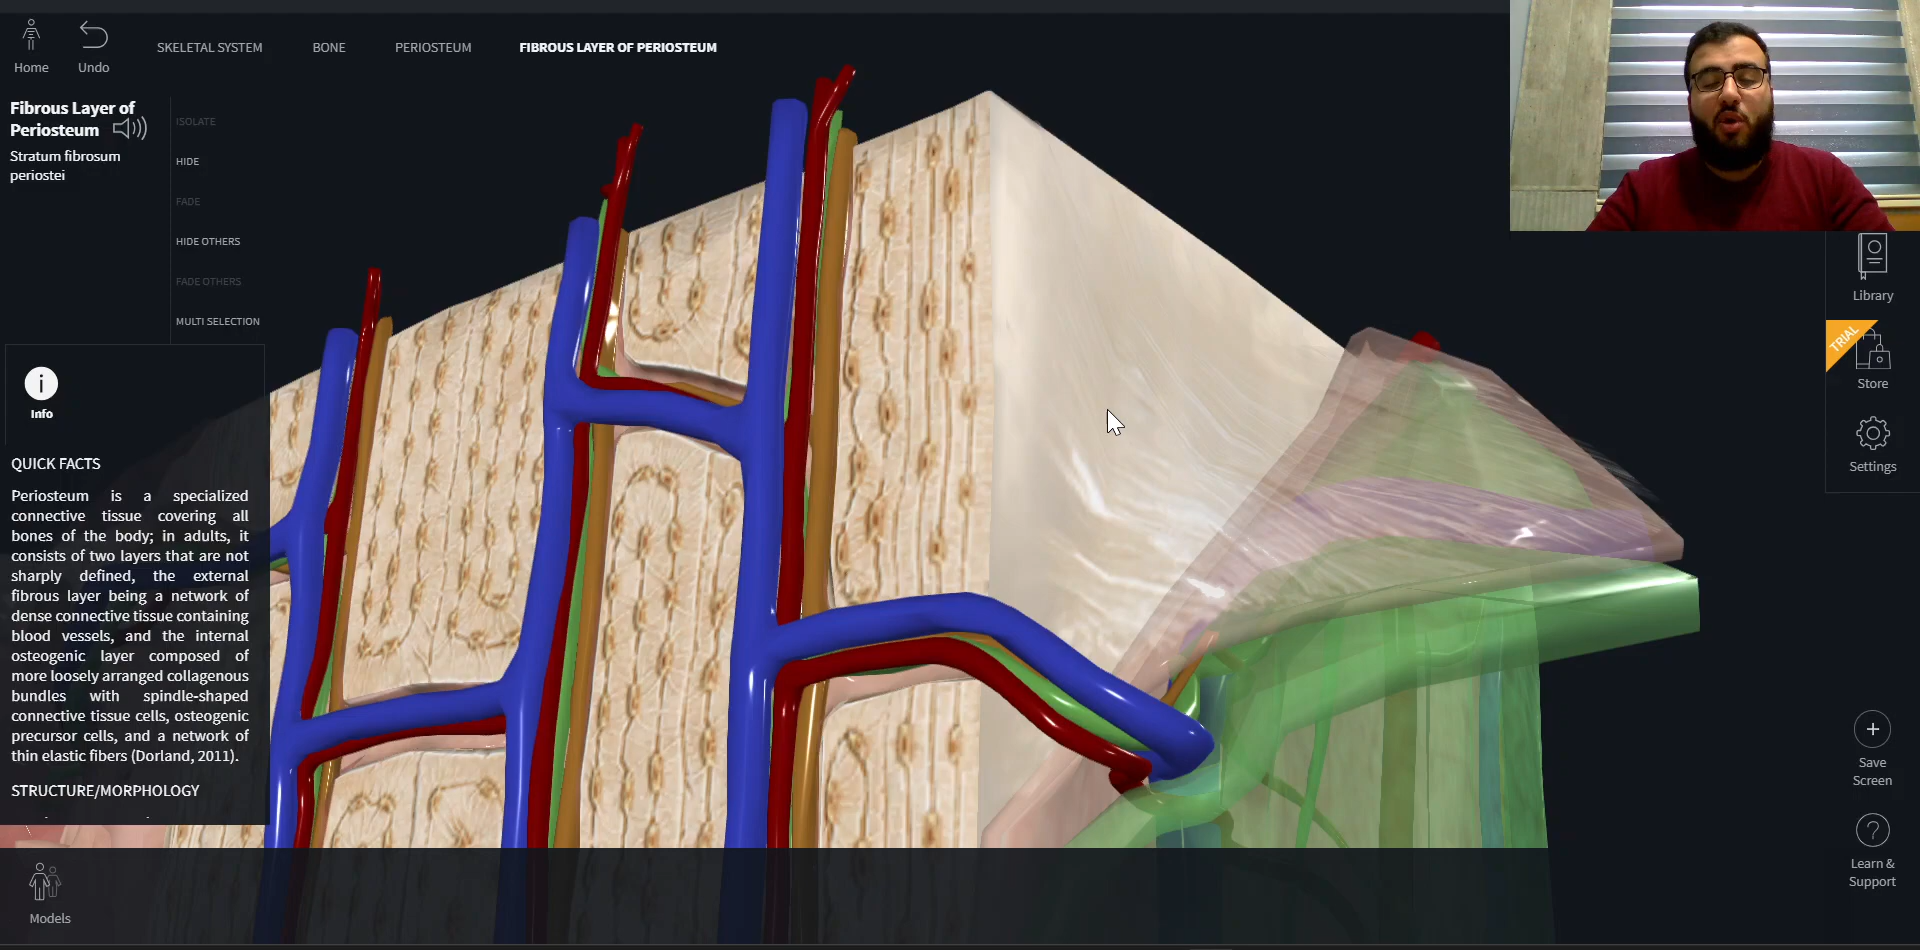 Home
Undo
SKELETAL SYSTEM
BONE
PERIOSTEUM
FIBROUS LAYER OF PERIOSTEUM
Fibrous Layer of
Periosteum
Stratum fibrosum
periostei
ISOLATE
HIDE
FADE
HIDE OTHERS
FADE OTHERS
MULTI SELECTION
i
Info
QUICK FACTS
Periosteum is a specialized
connective tissue covering all
bones of the body; in adults, it
consists of two layers that are not
sharply defined, the external
fibrous layer being a network of
dense connective tissue containing
blood vessels, and the internal
osteogenic layer composed of
more loosely arranged collagenous
bundles with spindle-shaped
connective tissue cells, osteogenic
precursor cells, and a network of
thin elastic fibers (Dorland, 2011).
STRUCTURE/MORPHOLOGY
Models
Library
TRIAL
Store
Settings
+
Save
Screen
?
Learn &
Support